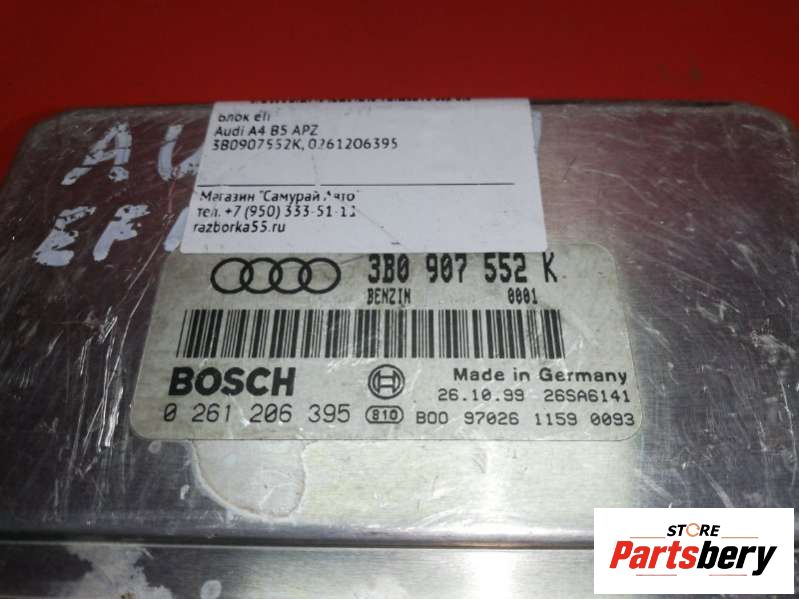 Блок efi
Audi A4 B5 APZ
3B0907552K, 0261206395
Магазин "Самурай Авто"
тел. +7 (950) 333-51-11
razborka55.ru
3B0 907 552 K
BENZIN 0001
BOSCH
Made in Germany
26.10.99 26SA6141
0 261 206 395 810 B00 97026 1159 0093
STORE
Partsbery